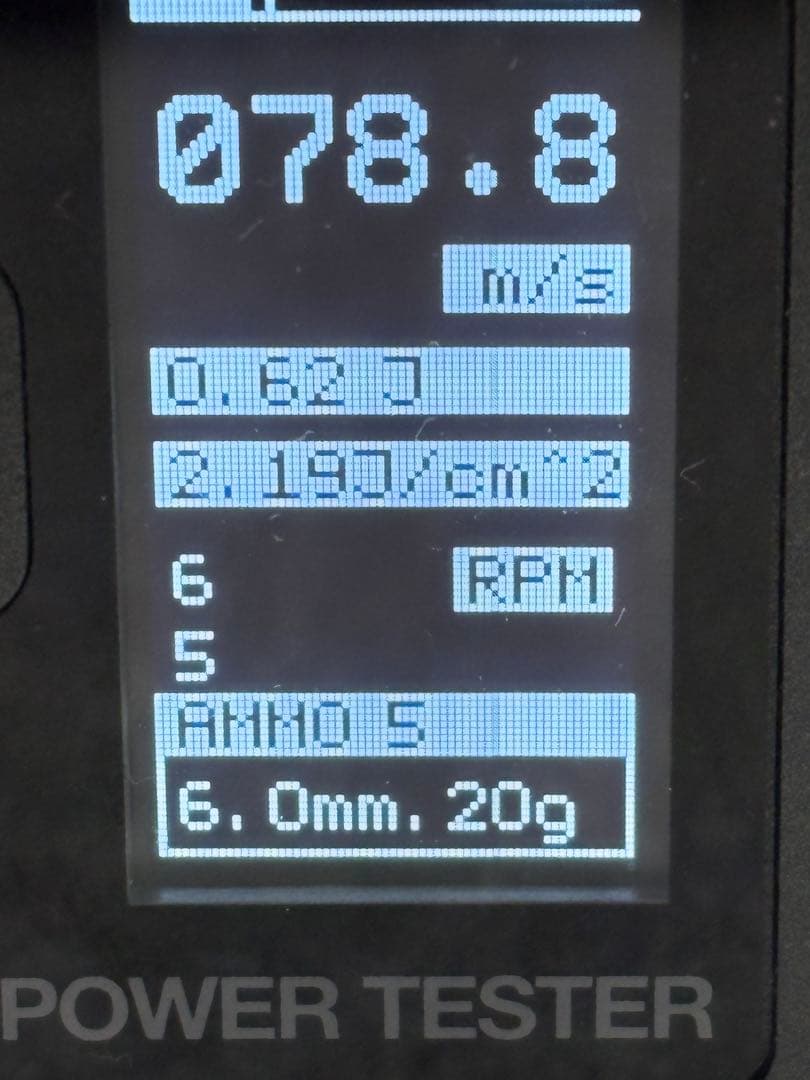 078.8
m/s
0.62 J
2.19J/cm^2
6 RPM
5
AMMO 5
6.0mm.20g
POWER TESTER